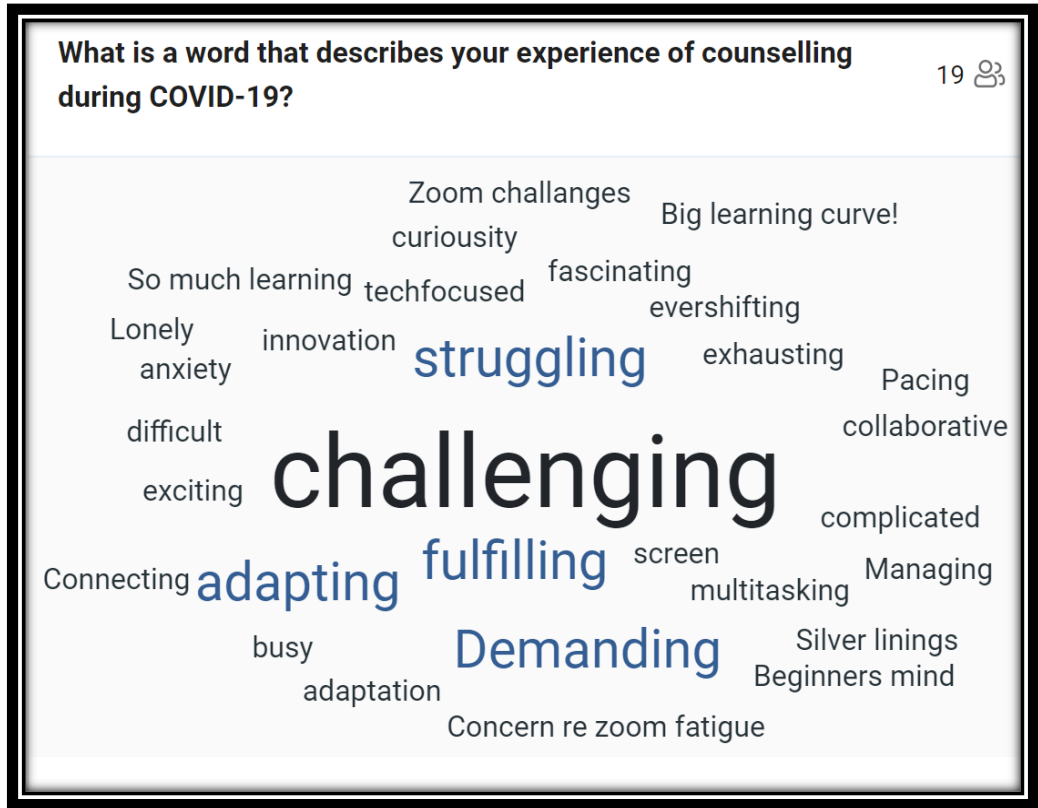 What is a word that describes your experience of counselling
during COVID-19?
19
Zoom challanges
Big learning curve!
curiousity
So much learning
techfocused
fascinating
evershifting
Lonely
innovation
struggling
exhausting
anxiety
Pacing
difficult
collaborative
challenging
exciting
complicated
Connecting
adapting
fulfilling
screen
multitasking
Managing
busy
Demanding
Silver linings
Beginners mind
adaptation
Concern re zoom fatigue